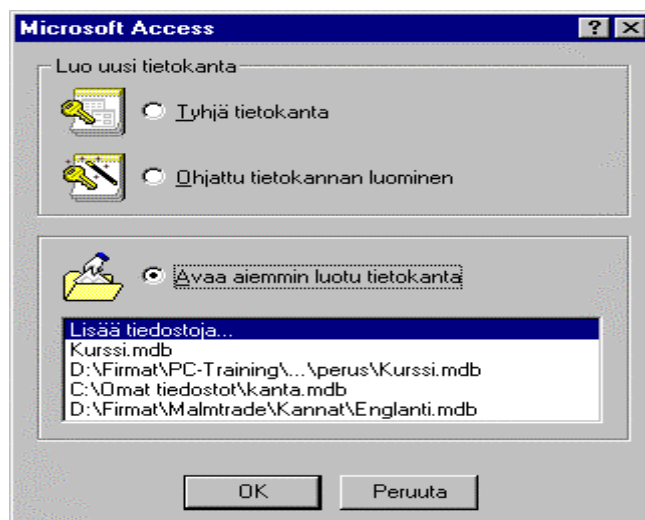 Microsoft Access
Luo uusi tietokanta
Tyhjä tietokanta
Ohjattu tietokannan luominen
Avaa aiemmin luotu tietokanta
Lisää tiedostoja...
Kurssi.mdb
D:\Firmat\PC-Training\...\perus\Kurssi.mdb
C:\Omat tiedostot\kanta.mdb
D:\Firmat\Malmtrade\Kannat\Englanti.mdb
OK Peruuta